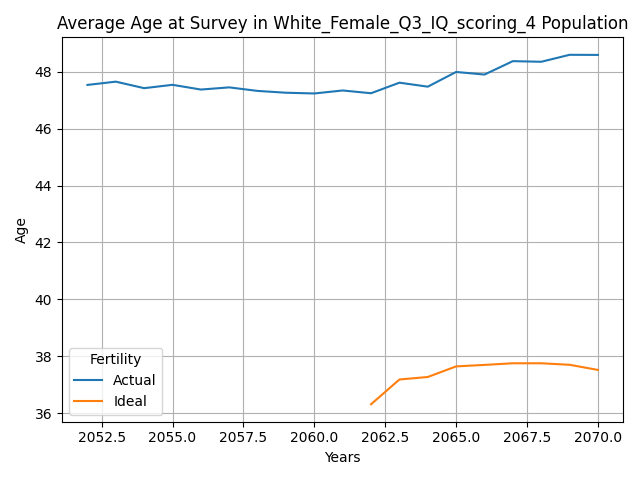 Average Age at Survey in White_Female_Q3_IQ_scoring_4 Population
48
46
44
42
40
38
36
Age
Fertility
Actual
Ideal
2052.5 2055.0 2057.5 2060.0 2062.5 2065.0 2067.5 2070.0
Years